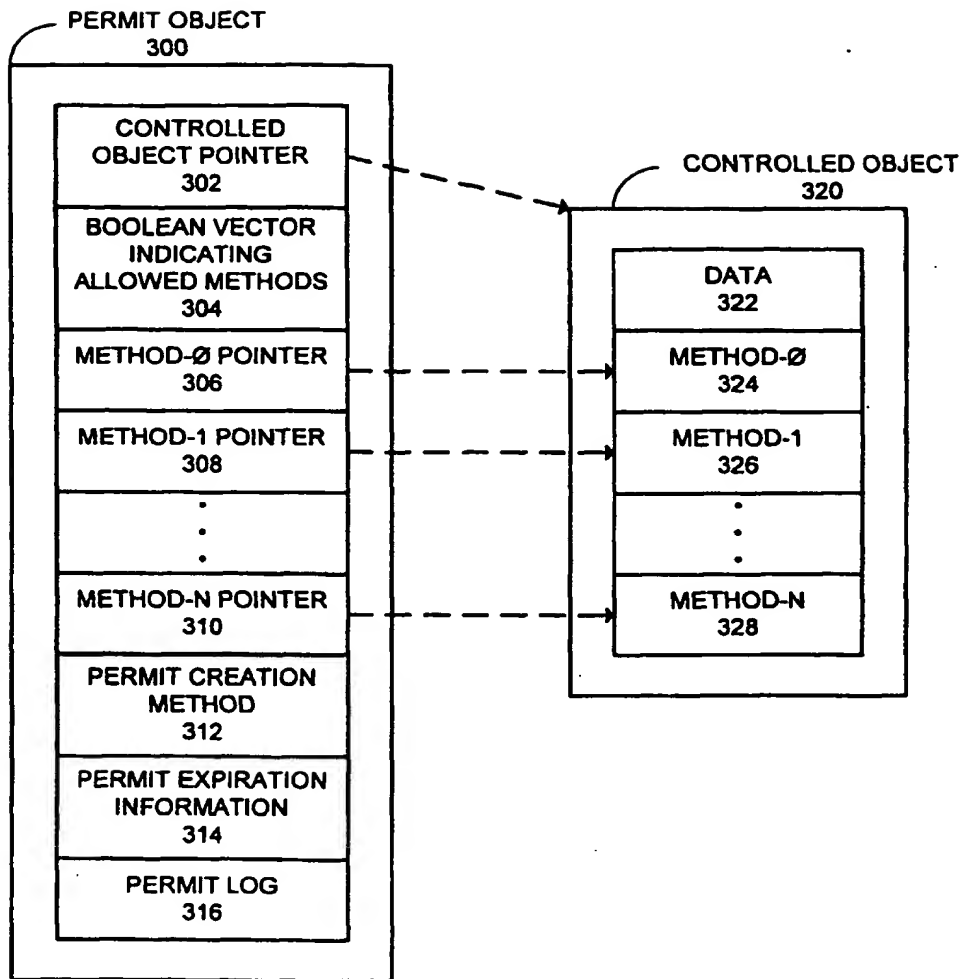 PERMIT OBJECT
300
CONTROLLED
OBJECT POINTER
302
BOOLEAN VECTOR
INDICATING
ALLOWED METHODS
304
METHOD-Ø POINTER
306
METHOD-1 POINTER
308
METHOD-N POINTER
310
PERMIT CREATION
METHOD
312
PERMIT EXPIRATION
INFORMATION
314
PERMIT LOG
316
CONTROLLED OBJECT
320
DATA
322
METHOD-Ø
324
METHOD-1
326
METHOD-N
328